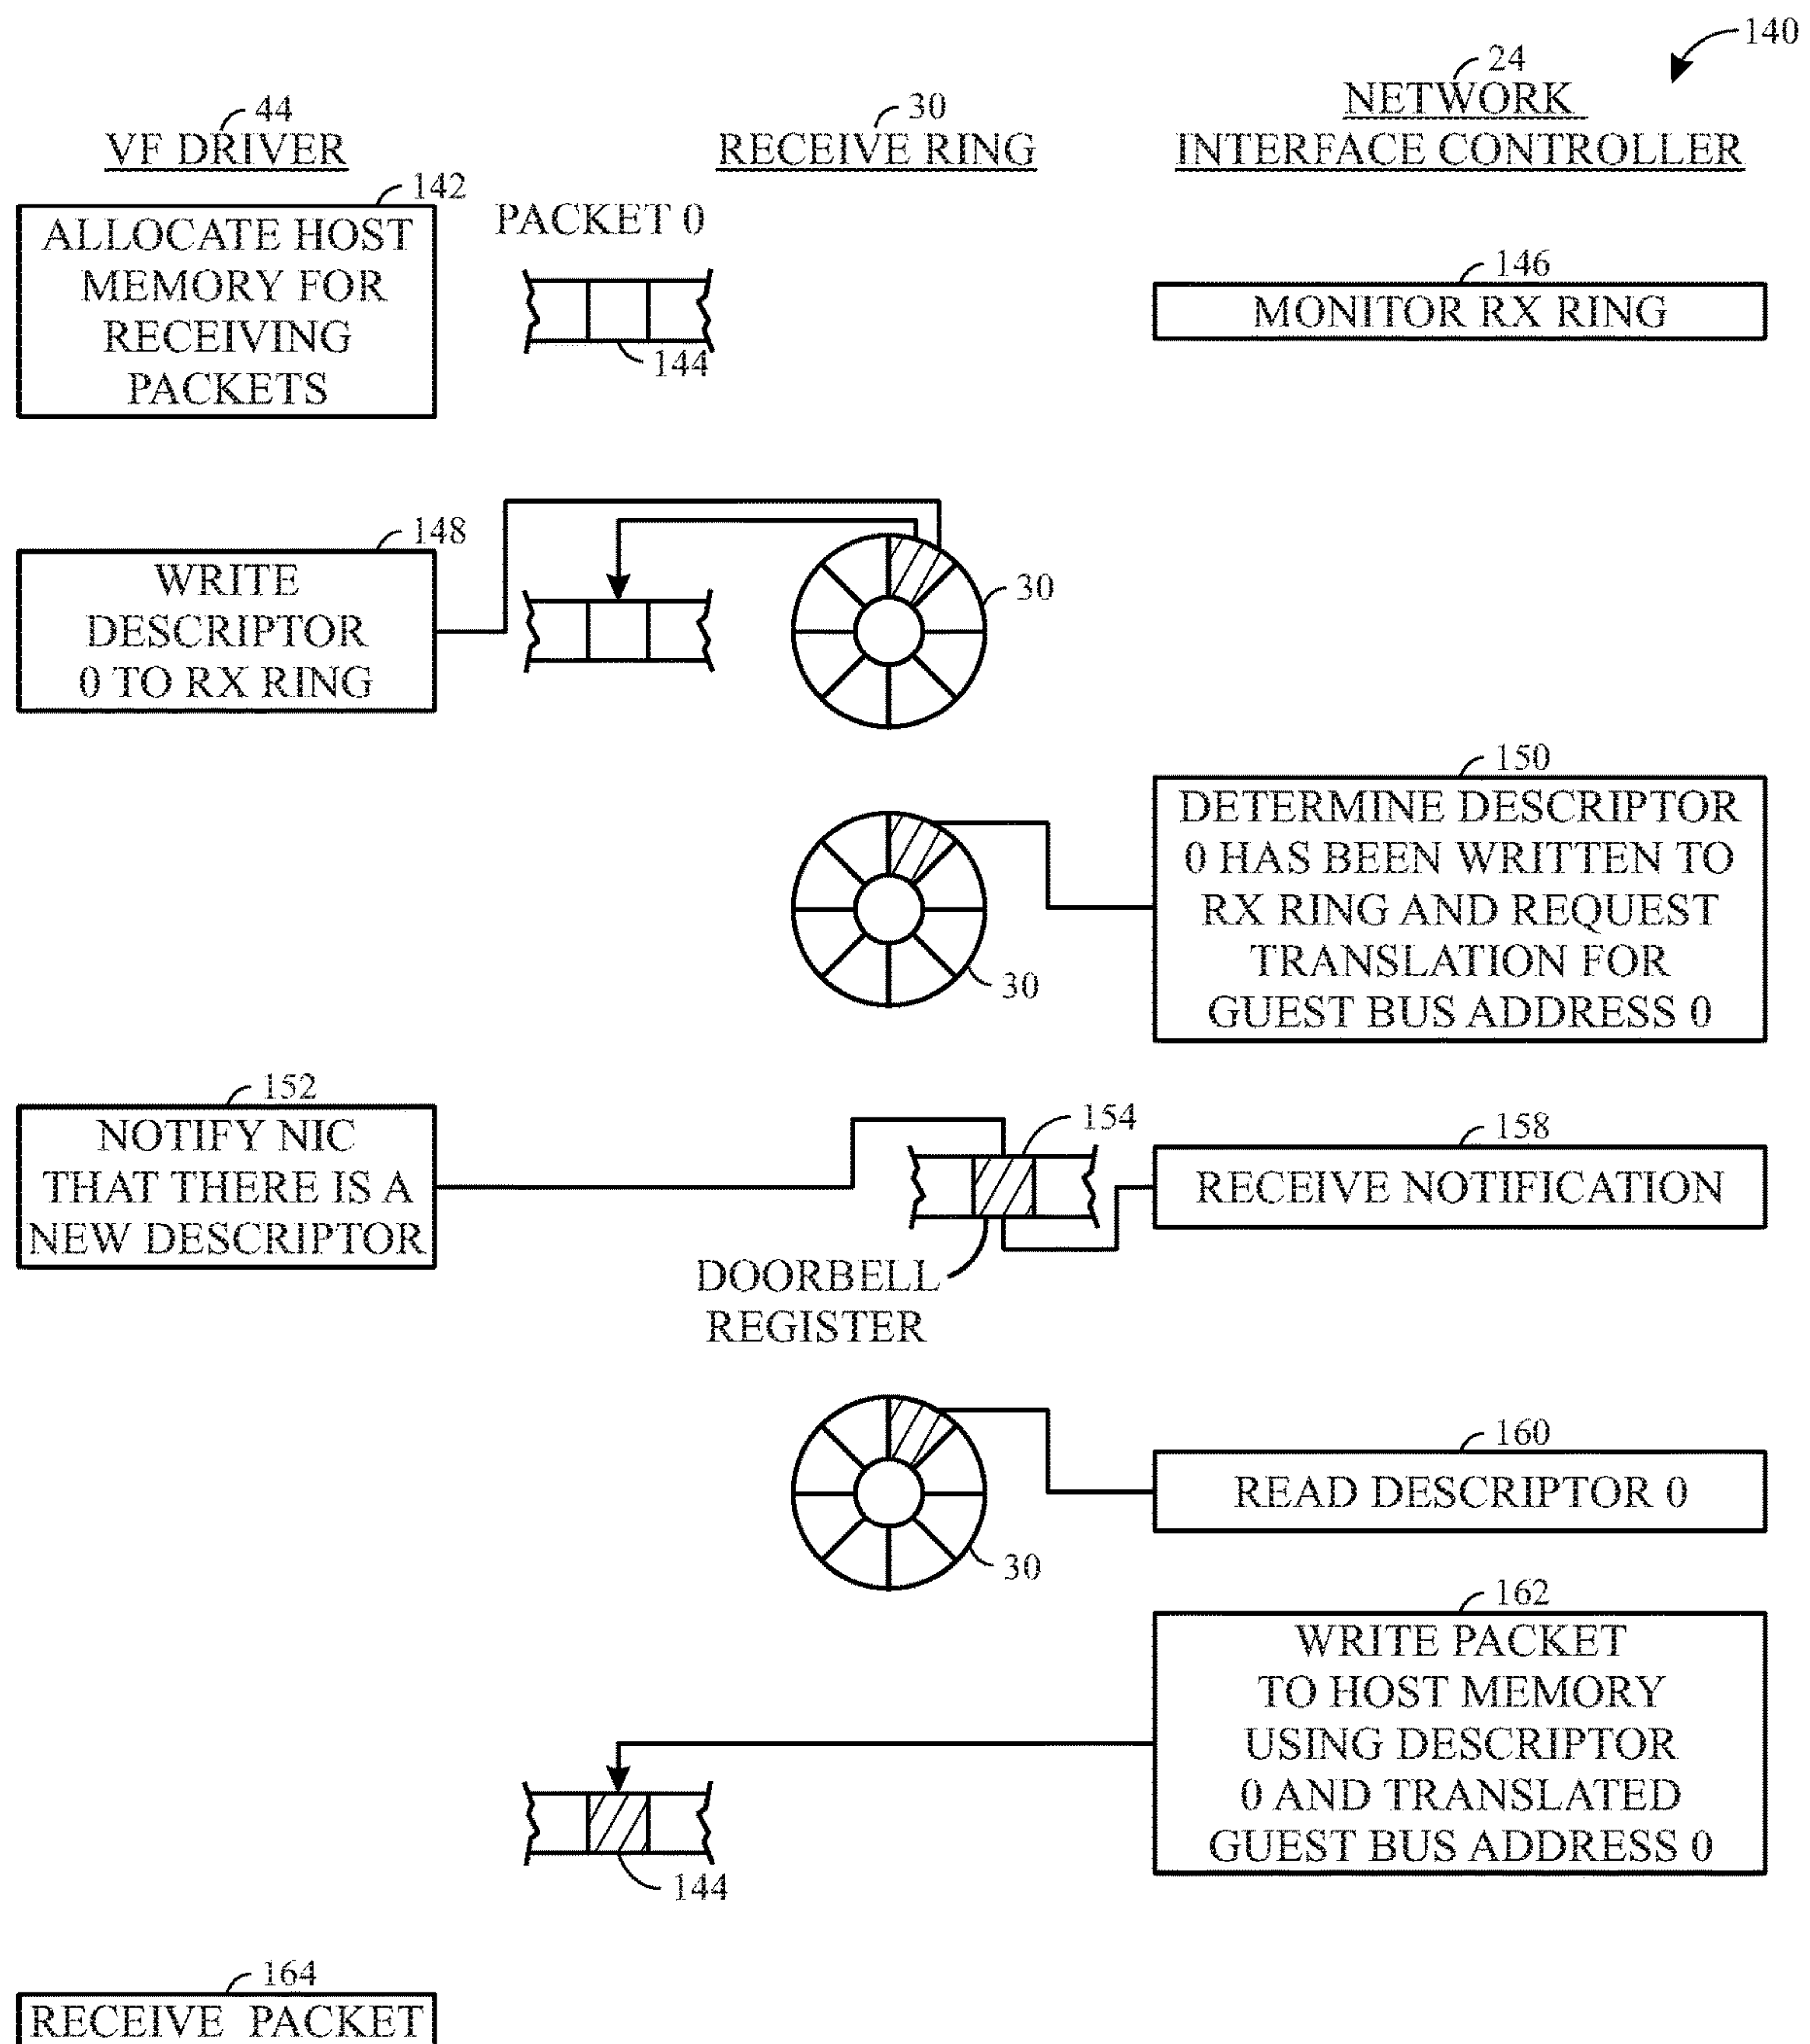 140
44
VF DRIVER
30
RECEIVE RING
24
NETWORK
INTERFACE CONTROLLER
142
ALLOCATE HOST
MEMORY FOR
RECEIVING
PACKETS
PACKET 0
144
146
MONITOR RX RING
148
WRITE
DESCRIPTOR
0 TO RX RING
30
150
DETERMINE DESCRIPTOR
0 HAS BEEN WRITTEN TO
RX RING AND REQUEST
TRANSLATION FOR
GUEST BUS ADDRESS 0
30
152
NOTIFY NIC
THAT THERE IS A
NEW DESCRIPTOR
154
DOORBELL
REGISTER
158
RECEIVE NOTIFICATION
160
READ DESCRIPTOR 0
30
162
WRITE PACKET
TO HOST MEMORY
USING DESCRIPTOR
0 AND TRANSLATED
GUEST BUS ADDRESS 0
144
164
RECEIVE PACKET